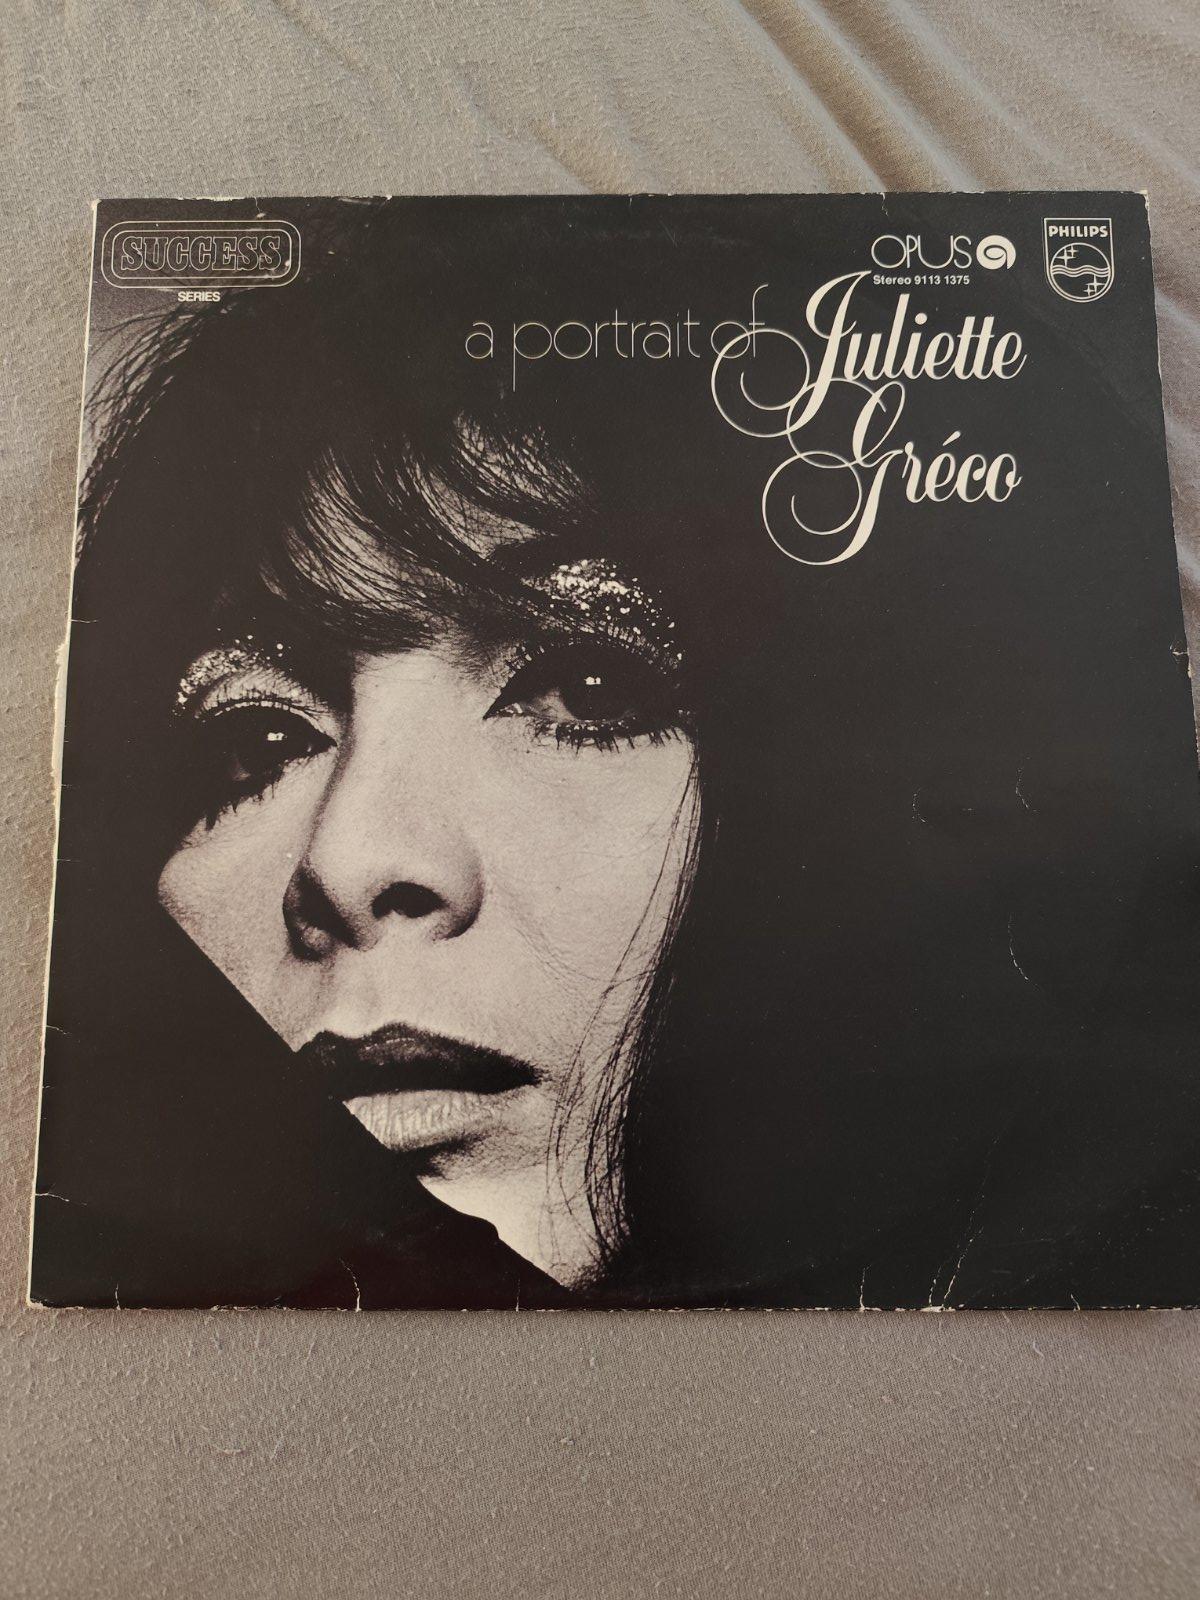 SUCCESS
SERIES
OPUS
Stereo 9113 1375
PHILIPS
a portrait of Juliette
Gréco